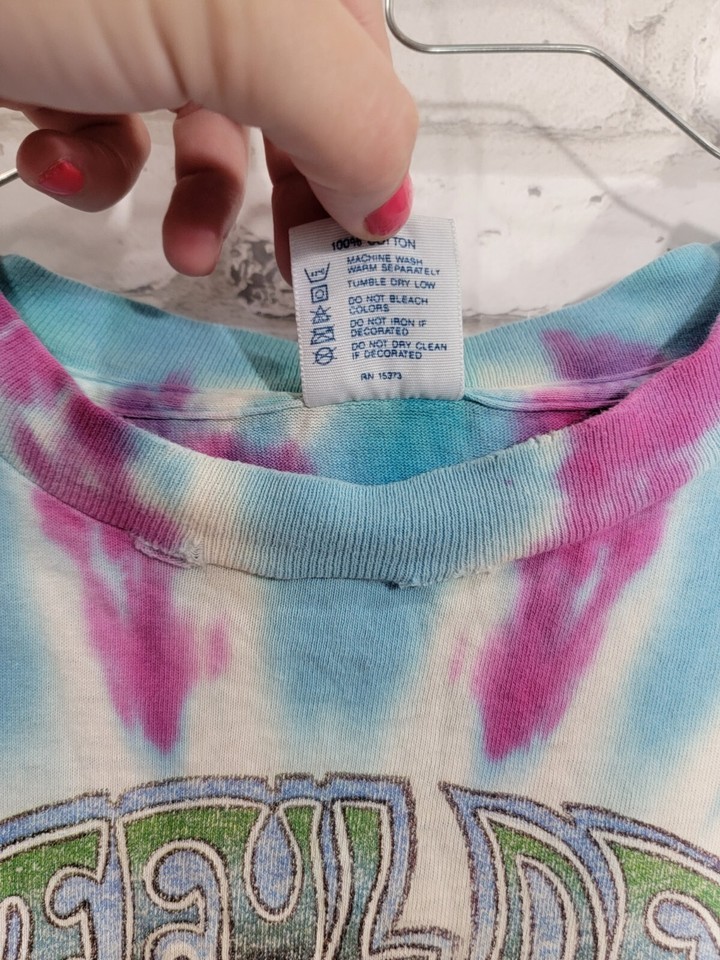 100% COTTON
MACHINE WASH
WARM SEPARATELY
TUMBLE DRY LOW
DO NOT BLEACH
COLORS
DO NOT IRON IF
DECORATED
DO NOT DRY CLEAN
IF DECORATED
RN 15373